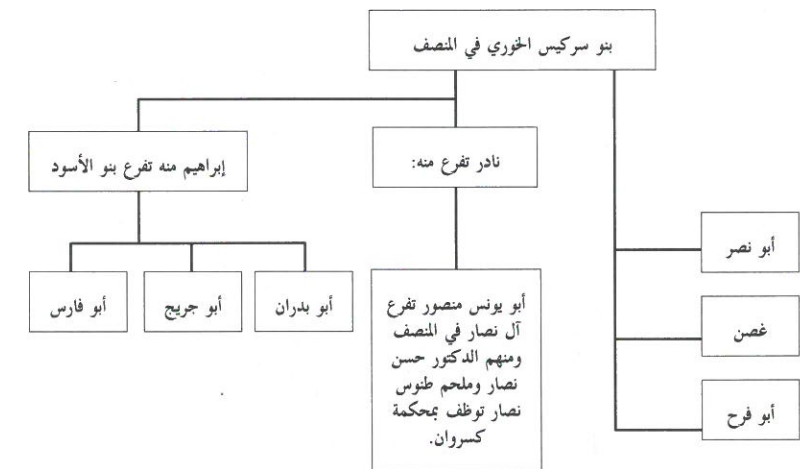 بنو سركيس الخوري في المنصف
نادر تفرع منه:
إبراهيم منه تفرع بنو الأسود
أبو نصر
غصن
أبو فرح
أبو يونس منصور تفرع
آل نصار في المنصف
ومنهم الدكتور حسن
نصار وملحم طنوس
نصار توظف بمحكمة
كسروان.
أبو بدران
أبو جريج
أبو فارس